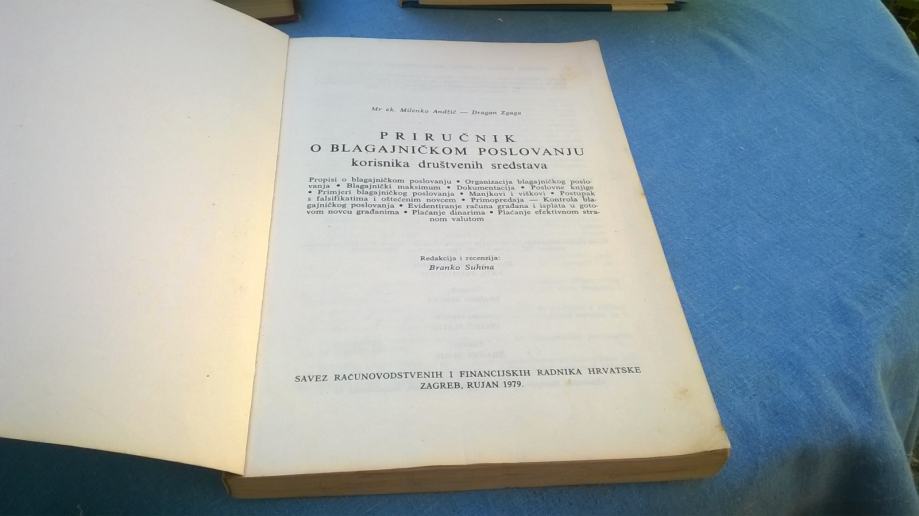 Mr ek. Milenko Andžić — Dragan Zgaga
PRIRUČNIK
O BLAGAJNIČKOM POSLOVANJU
korisnika društvenih sredstava
Propisi o blagajničkom poslovanju • Organizacija blagajničkog poslo-
vanja • Blagajnički maksimum • Dokumentacija • Poslovne knjige
• Primjeri blagajničkog poslovanja • Manjkovi i viškovi • Postupak
s falsifikatima i oštećenim novcem • Primopredaja — Kontrola bla-
gajničkog poslovanja • Evidentiranje računa građana i isplata u goto-
vom novcu građanima • Plaćanje dinarima • Plaćanje efektivnom stra-
nom valutom
Redakcija i recenzija:
Branko Suhina
SAVEZ RAČUNOVODSTVENIH I FINANCIJSKIH RADNIKA HRVATSKE
ZAGREB, RUJAN 1979.